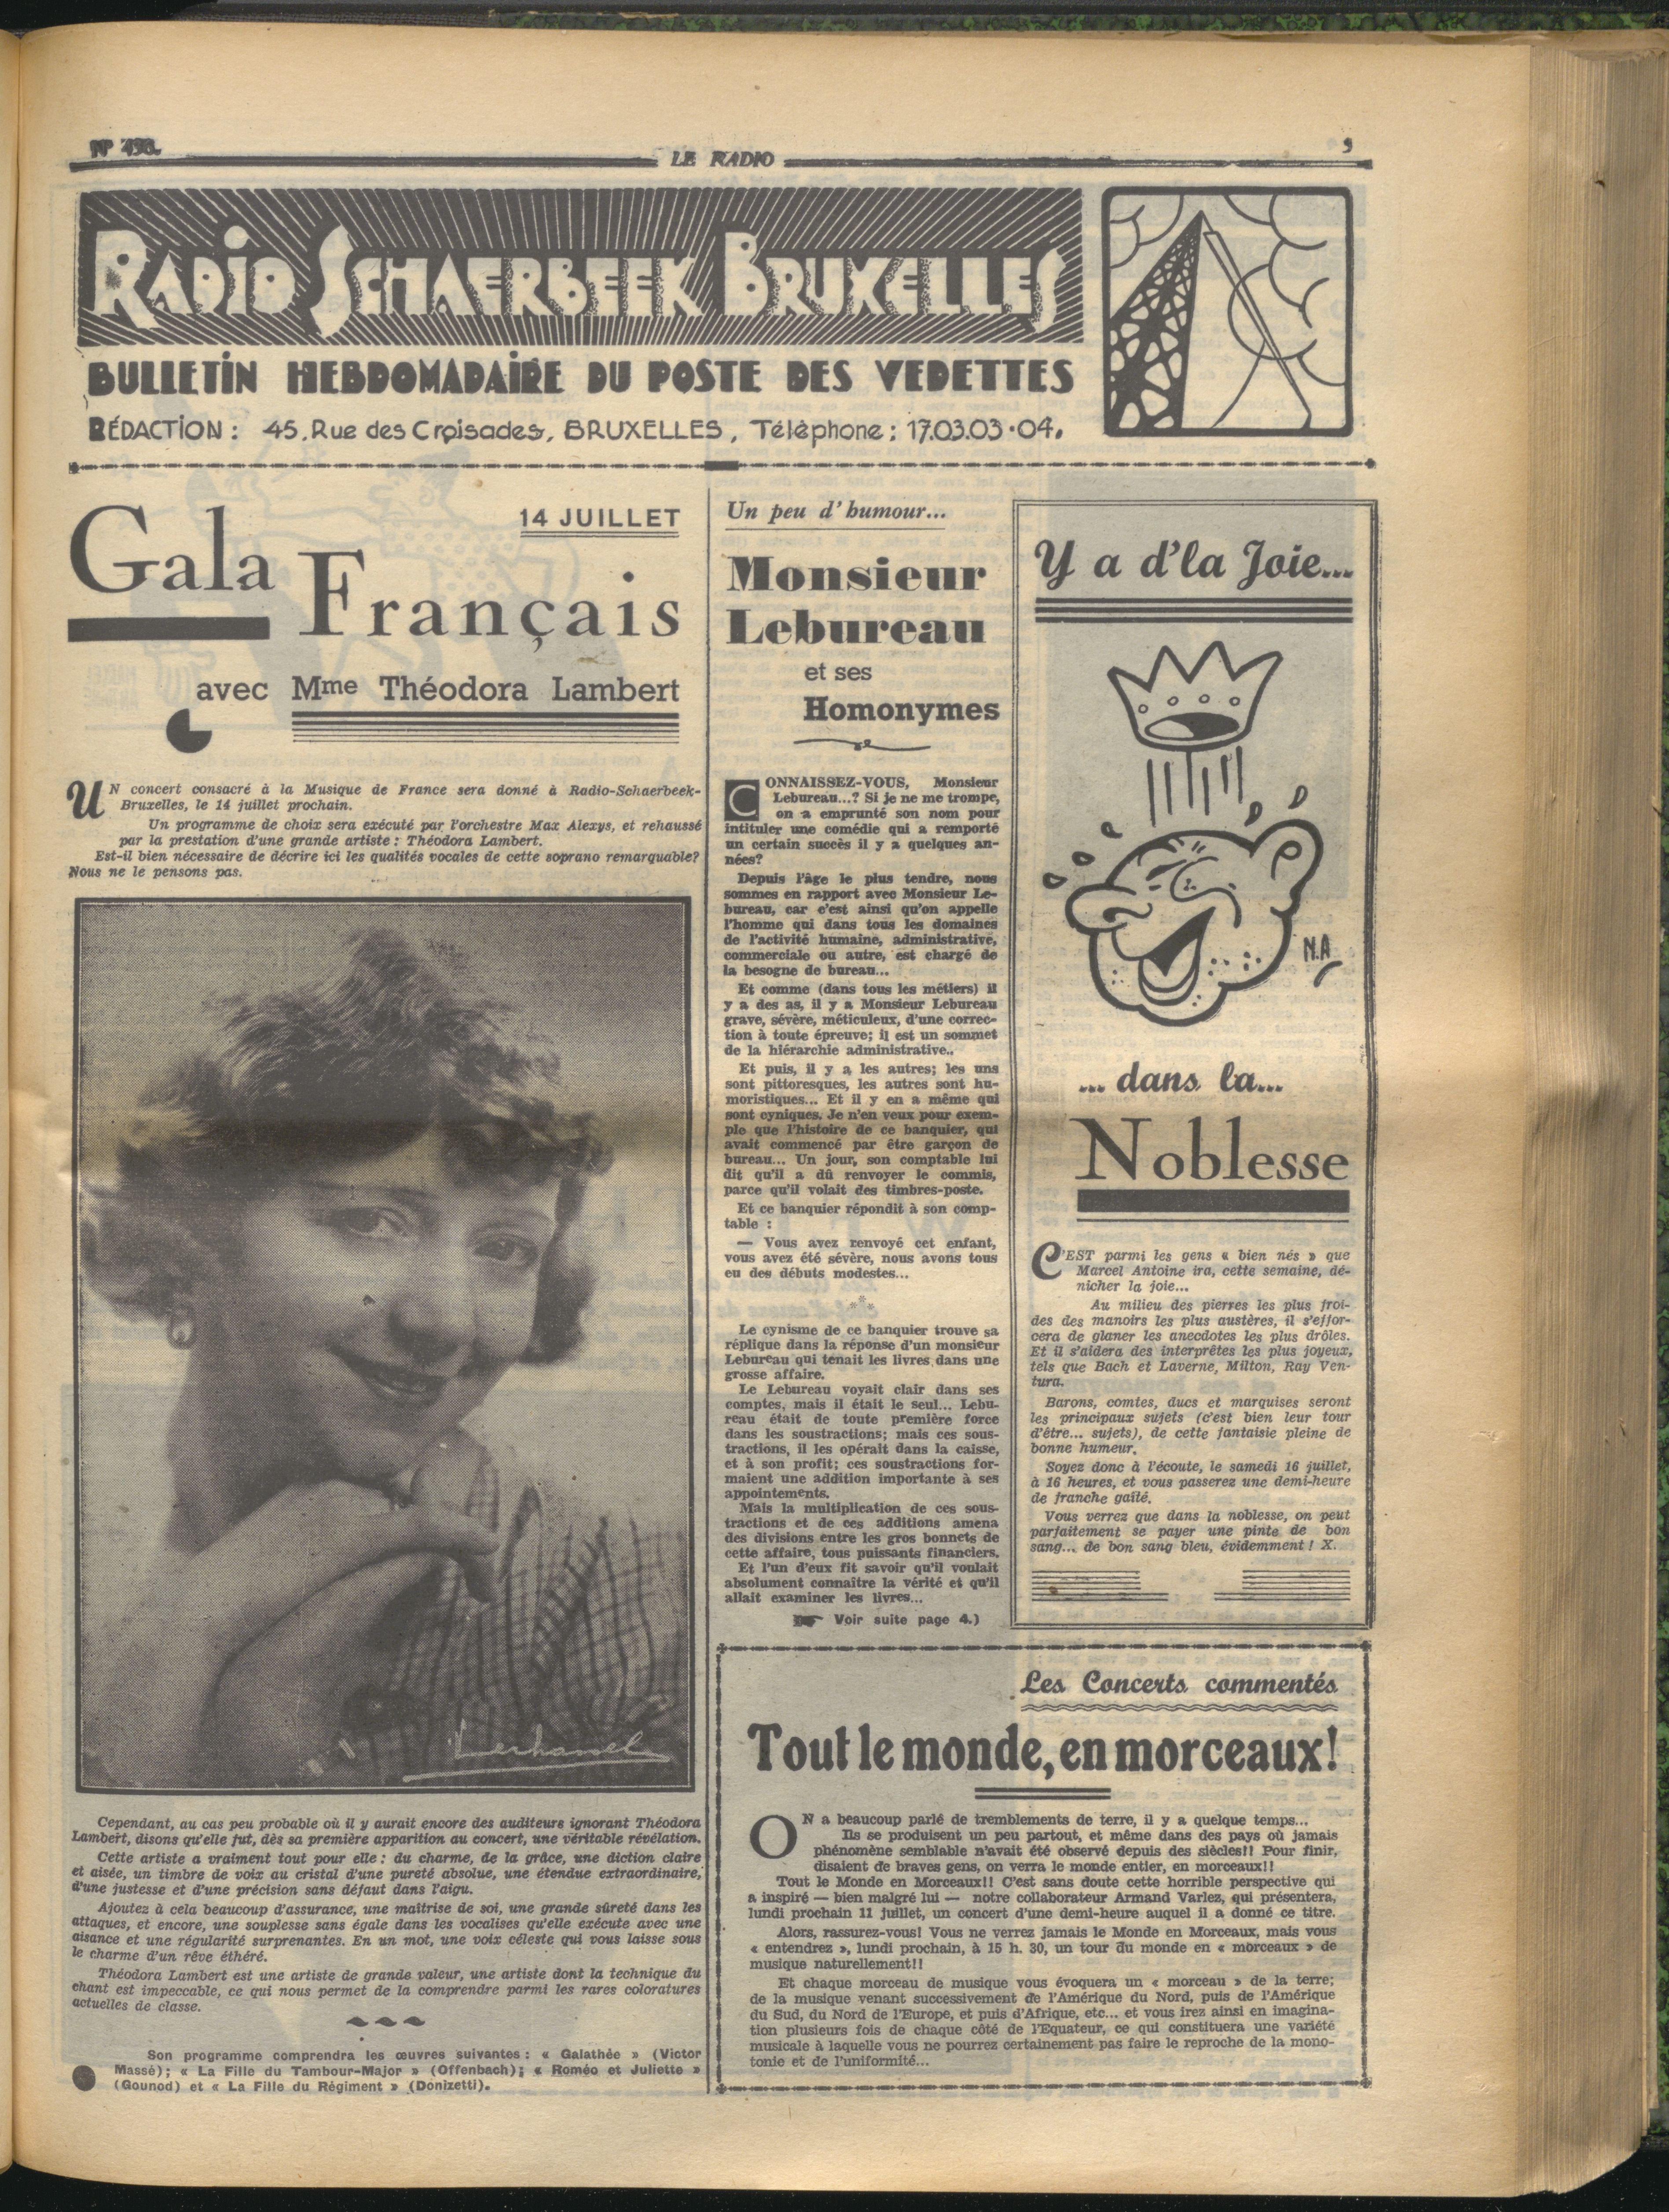 Nº 498.
LE RADIO
RADIO SCHAERBEEK BRUXELLES
BULLETIN HEBDOMADAIRE DU POSTE DES VEDETTES
RÉDACTION : 45, Rue des Croisades, BRUXELLES, Téléphone : 17.03.03-04.
14 JUILLET
Gala
Français
avec Mme Théodora Lambert
UN concert consacré à la Musique de France sera donné à Radio-Schaerbeek-
Bruxelles, le 14 juillet prochain.
Un programme de choix sera exécuté par l'orchestre Max Alexys, et rehaussé
par la prestation d'une grande artiste : Théodora Lambert.
Est-il bien nécessaire de décrire ici les qualités vocales de cette soprano remarquable?
Nous ne le pensons pas.
Cependant, au cas peu probable où il y aurait encore des auditeurs ignorant Théodora
Lambert, disons qu'elle fut, dès sa première apparition au concert, une véritable révélation.
Cette artiste a vraiment tout pour elle : du charme, de la grâce, une diction claire
et aisée, un timbre de voix au cristal d'une pureté absolue, une étendue extraordinaire,
d'une justesse et d'une précision sans défaut dans l'aigu.
Ajoutez à cela beaucoup d'assurance, une maîtrise de soi, une grande sûreté dans les
attaques, et encore, une souplesse sans égale dans les vocalises qu'elle exécute avec une
aisance et une régularité surprenantes. En un mot, une voix céleste qui vous laisse sous
le charme d'un rêve éthéré.
Théodora Lambert est une artiste de grande valeur, une artiste dont la technique du
chant est impeccable, ce qui nous permet de la comprendre parmi les rares coloratures
actuelles de classe.
Son programme comprendra les œuvres suivantes : « Galathée » (Victor
Massé); « La Fille du Tambour-Major » (Offenbach); « Roméo et Juliette »
(Gounod) et « La Fille du Régiment » (Donizetti).
Un peu d'humour...
Monsieur
Lebureau
et ses
Homonymes
CONNAISSEZ-VOUS, Monsieur
Lebureau...? Si je ne me trompe,
on a emprunté son nom pour
intituler une comédie qui a remporté
un certain succès il y a quelques an-
nées?
Depuis l'âge le plus tendre, nous
sommes en rapport avec Monsieur Le-
bureau, car c'est ainsi qu'on appelle
l'homme qui dans tous les domaines
de l'activité humaine, administrative,
commerciale ou autre, est chargé de
la besogne de bureau...
Et comme (dans tous les métiers) il
y a des as, il y a Monsieur Lebureau
grave, sévère, méticuleux, d'une correc-
tion à toute épreuve; il est un sommet
de la hiérarchie administrative..
Et puis, il y a les autres; les uns
sont pittoresques, les autres sont hu-
moristiques... Et il y en a même qui
sont cyniques. Je n'en veux pour exem-
ple que l'histoire de ce banquier, qui
avait commencé par être garçon de
bureau... Un jour, son comptable lui
dit qu'il a dû renvoyer le commis,
parce qu'il volait des timbres-poste.
Et ce banquier répondit à son comp-
table :
— Vous avez renvoyé cet enfant,
vous avez été sévère, nous avons tous
eu des débuts modestes...
***
Le cynisme de ce banquier trouve sa
réplique dans la réponse d'un monsieur
Lebureau qui tenait les livres dans une
grosse affaire.
Le Lebureau voyait clair dans ses
comptes, mais il était le seul... Lebu-
reau était de toute première force
dans les soustractions; mais ces sous-
tractions, il les opérait dans la caisse,
et à son profit; ces soustractions for-
maient une addition importante à ses
appointements.
Mais la multiplication de ces sous-
tractions et de ces additions amena
des divisions entre les gros bonnets de
cette affaire, tous puissants financiers.
Et l'un d'eux fit savoir qu'il voulait
absolument connaître la vérité et qu'il
allait examiner les livres...
Voir suite page 4.)
Y a d'la Joie...
N.A
... dans la...
Noblesse
C'EST parmi les gens « bien nés » que
Marcel Antoine ira, cette semaine, dé-
nicher la joie...
Au milieu des pierres les plus froi-
des des manoirs les plus austères, il s'effor-
cera de glaner les anecdotes les plus drôles.
Et il s'aidera des interprêtes les plus joyeux,
tels que Bach et Laverne, Milton, Ray Ven-
tura.
Barons, comtes, ducs et marquises seront
les principaux sujets (c'est bien leur tour
d'être... sujets), de cette fantaisie pleine de
bonne humeur.
Soyez donc à l'écoute, le samedi 16 juillet,
à 16 heures, et vous passerez une demi-heure
de franche gaîté.
Vous verrez que dans la noblesse, on peut
parfaitement se payer une pinte de bon
sang... de bon sang bleu, évidemment ! X.
Les Concerts commentés
Tout le monde, en morceaux!
ON a beaucoup parlé de tremblements de terre, il y a quelque temps...
Ils se produisent un peu partout, et même dans des pays où jamais
phénomène semblable n'avait été observé depuis des siècles!! Pour finir,
disaient de braves gens, on verra le monde entier, en morceaux!!
Tout le Monde en Morceaux!! C'est sans doute cette horrible perspective qui
a inspiré — bien malgré lui — notre collaborateur Armand Varlez, qui présentera,
lundi prochain 11 juillet, un concert d'une demi-heure auquel il a donné ce titre.
Alors, rassurez-vous! Vous ne verrez jamais le Monde en Morceaux, mais vous
« entendrez », lundi prochain, à 15 h. 30, un tour du monde en « morceaux » de
musique naturellement!!
Et chaque morceau de musique vous évoquera un « morceau » de la terre;
de la musique venant successivement de l'Amérique du Nord, puis de l'Amérique
du Sud, du Nord de l'Europe, et puis d'Afrique, etc... et vous irez ainsi en imagina-
tion plusieurs fois de chaque côté de l'Equateur, ce qui constituera une variété
musicale à laquelle vous ne pourrez certainement pas faire le reproche de la mono-
tonie et de l'uniformité...